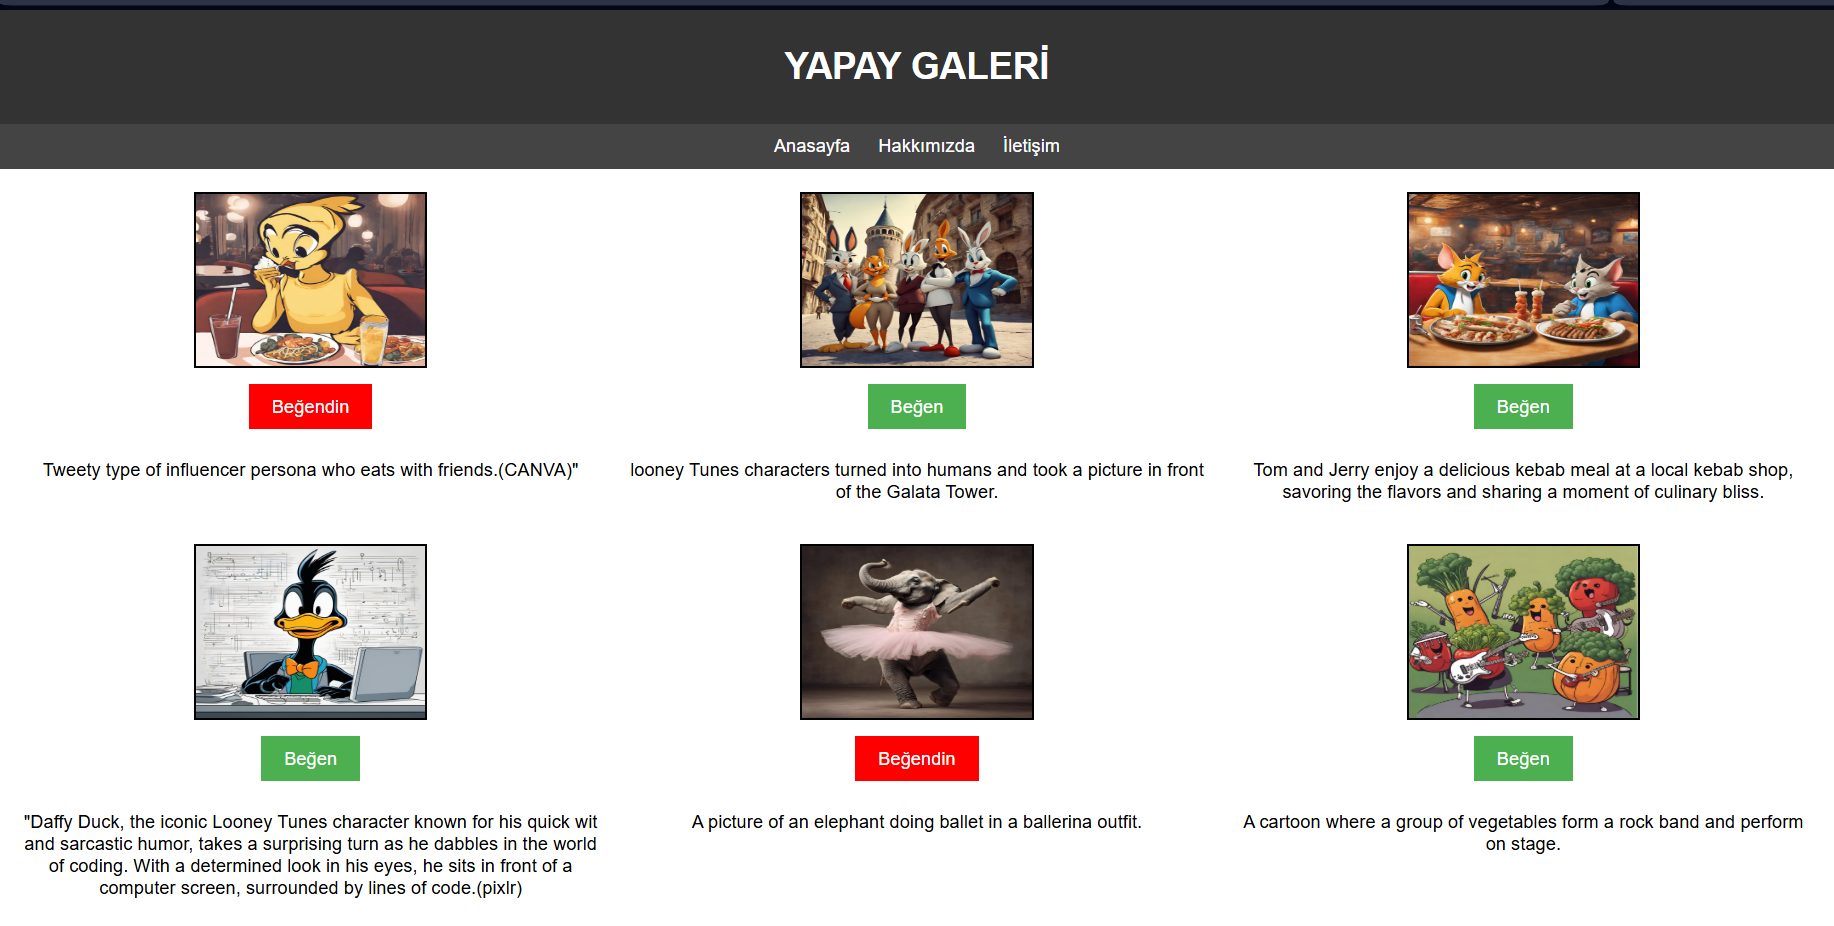 YAPAY GALERİ
Anasayfa Hakkımızda İletişim
Beğendin
Beğen
Beğen
Tweety type of influencer persona who eats with friends.(CANVA)"
looney Tunes characters turned into humans and took a picture in front
of the Galata Tower.
Tom and Jerry enjoy a delicious kebab meal at a local kebab shop,
savoring the flavors and sharing a moment of culinary bliss.
Beğen
Beğendin
Beğen
"Daffy Duck, the iconic Looney Tunes character known for his quick wit
and sarcastic humor, takes a surprising turn as he dabbles in the world
of coding. With a determined look in his eyes, he sits in front of a
computer screen, surrounded by lines of code.(pixlr)
A picture of an elephant doing ballet in a ballerina outfit.
A cartoon where a group of vegetables form a rock band and perform
on stage.